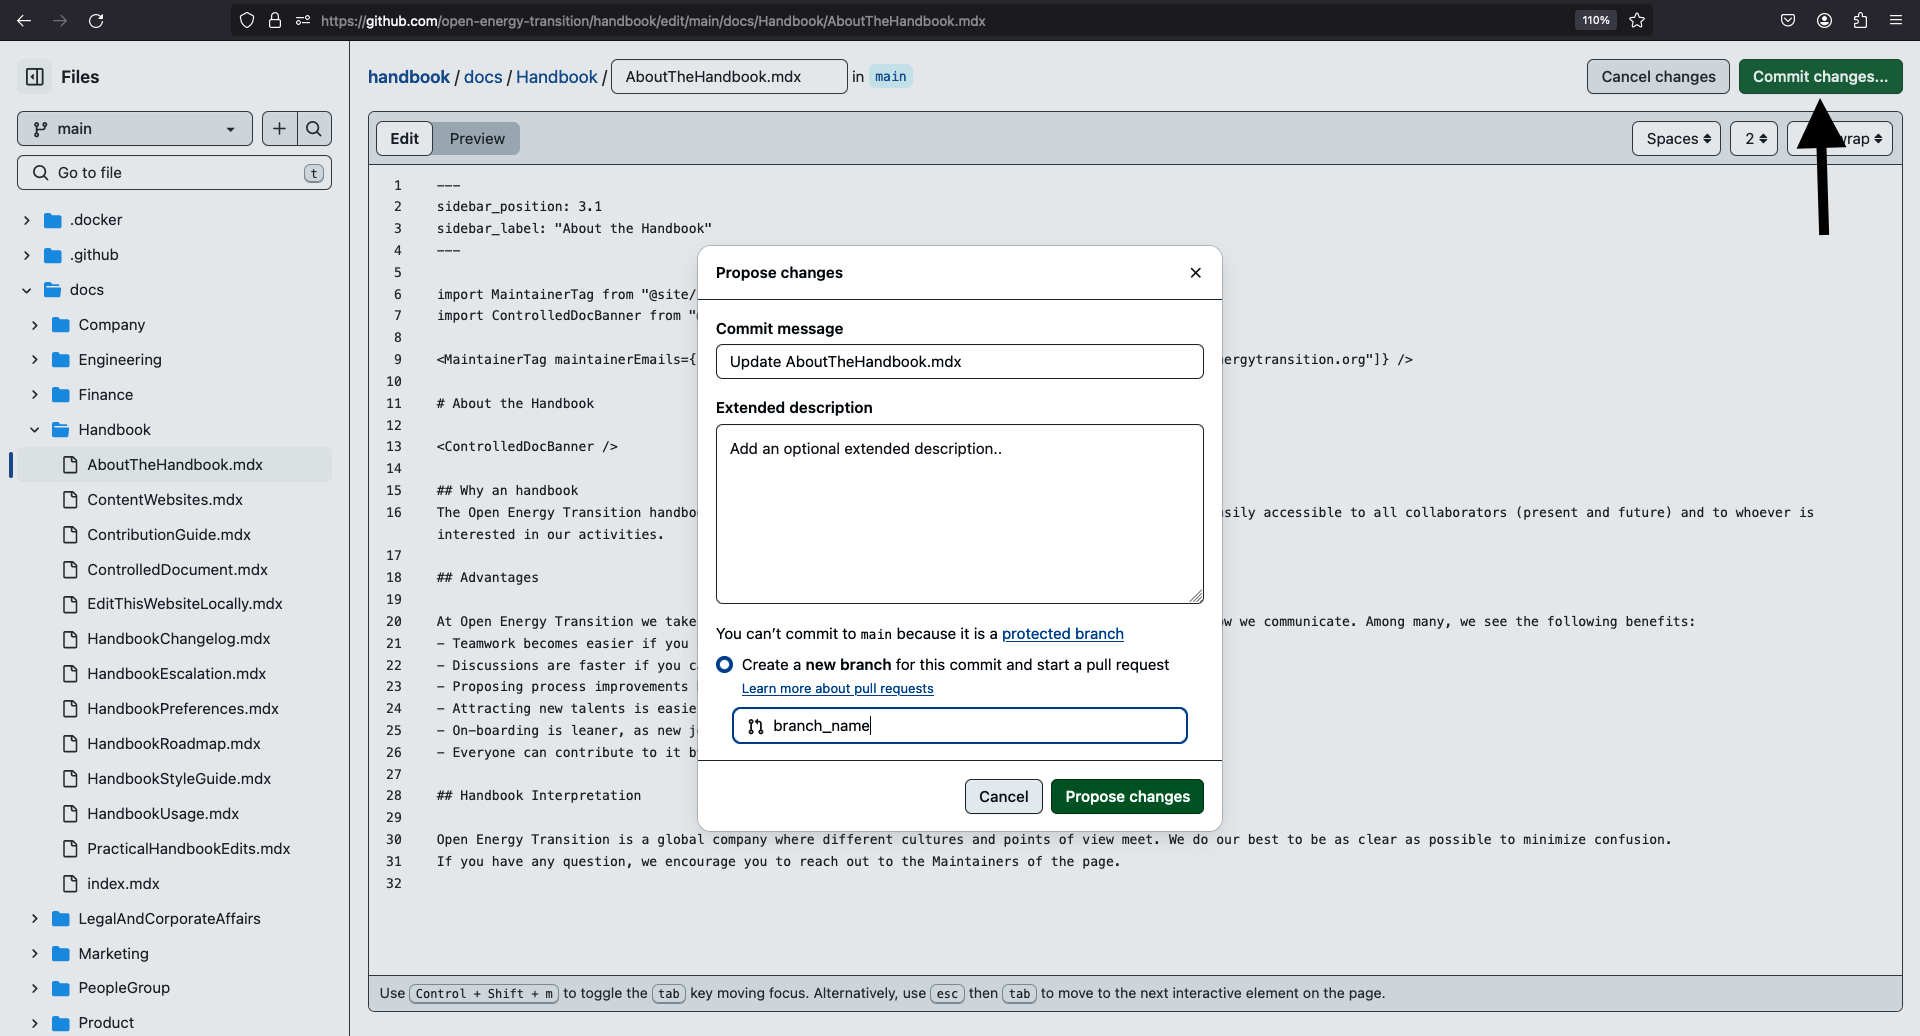 https://github.com/open-energy-transition/handbook/edit/main/docs/Handbook/AboutTheHandbook.mdx
110%
Files
main
Go to file
t
.docker
.github
docs
Company
Engineering
Finance
Handbook
AboutTheHandbook.mdx
ContentWebsites.mdx
ContributionGuide.mdx
ControlledDocument.mdx
EditThisWebsiteLocally.mdx
HandbookChangelog.mdx
HandbookEscalation.mdx
HandbookPreferences.mdx
HandbookRoadmap.mdx
HandbookStyleGuide.mdx
HandbookUsage.mdx
PracticalHandbookEdits.mdx
index.mdx
LegalAndCorporateAffairs
Marketing
PeopleGroup
Product
handbook / docs / Handbook / AboutTheHandbook.mdx in main
Cancel changes
Commit changes...
Edit
Preview
Spaces
2
1 ---
2 sidebar_position: 3.1
3 sidebar_label: "About the Handbook"
4 ---
5
6 import MaintainerTag from "@site/
7 import ControlledDocBanner from "
8
9 <MaintainerTag maintainerEmails={ ergytransition.org"]} />
10
11 # About the Handbook
12
13 <ControlledDocBanner />
14
15 ## Why an handbook
16 The Open Energy Transition handbo sily accessible to all collaborators (present and future) and to whoever is
interested in our activities.
17
18 ## Advantages
19
20 At Open Energy Transition we take w we communicate. Among many, we see the following benefits:
21 - Teamwork becomes easier if you
22 - Discussions are faster if you c
23 - Proposing process improvements
24 - Attracting new talents is easie
25 - On-boarding is leaner, as new j
26 - Everyone can contribute to it b
27
28 ## Handbook Interpretation
29
30 Open Energy Transition is a global company where different cultures and points of view meet. We do our best to be as clear as possible to minimize confusion.
31 If you have any question, we encourage you to reach out to the Maintainers of the page.
32
Propose changes
Commit message
Update AboutTheHandbook.mdx
Extended description
Add an optional extended description..
You can't commit to main because it is a protected branch
Create a new branch for this commit and start a pull request
Learn more about pull requests
branch_name
Cancel
Propose changes
Use Control + Shift + m to toggle the tab key moving focus. Alternatively, use esc then tab to move to the next interactive element on the page.